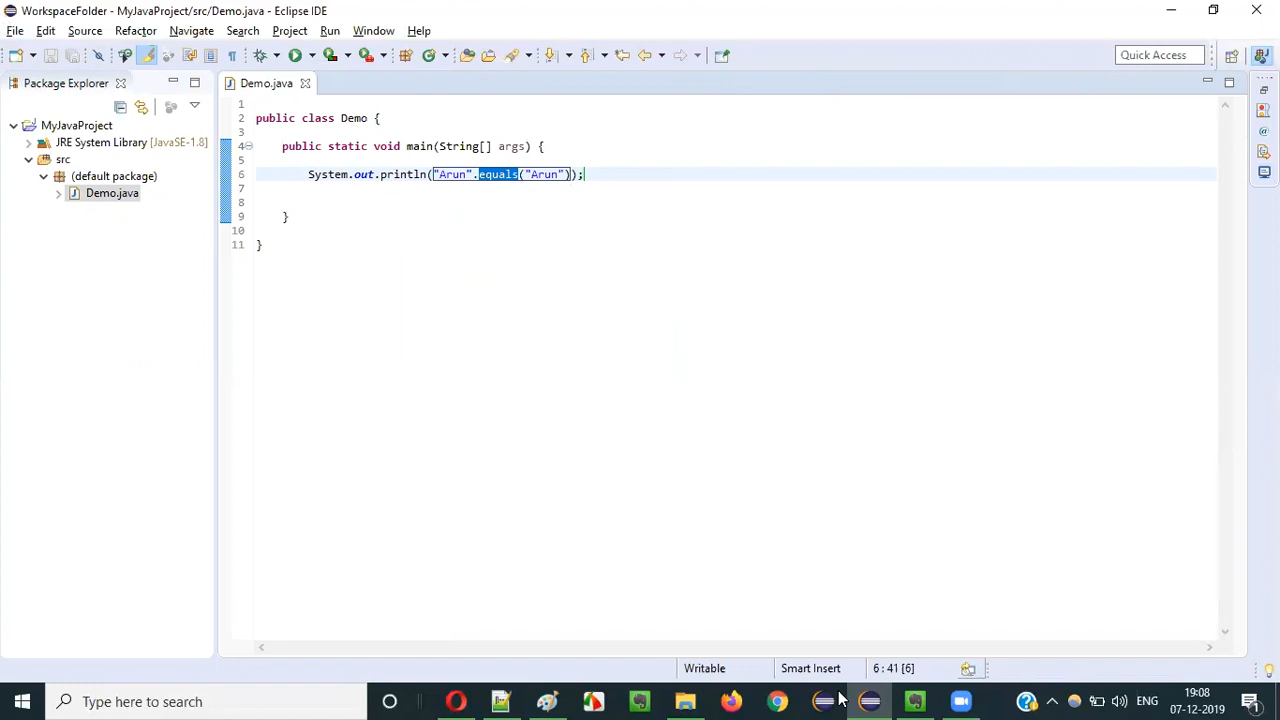 WorkspaceFolder - MyJavaProject/src/Demo.java - Eclipse IDE
File Edit Source Refactor Navigate Search Project Run Window Help
Quick Access
Package Explorer
Demo.java
MyJavaProject
JRE System Library [JavaSE-1.8]
src
(default package)
Demo.java
1
2 public class Demo {
3
4 public static void main(String[] args) {
5
6 System.out.println("Arun".equals("Arun"));
7
8
9 }
10
11 }
Writable Smart Insert 6 : 41 [6]
Type here to search
ENG
19:08
07-12-2019
1